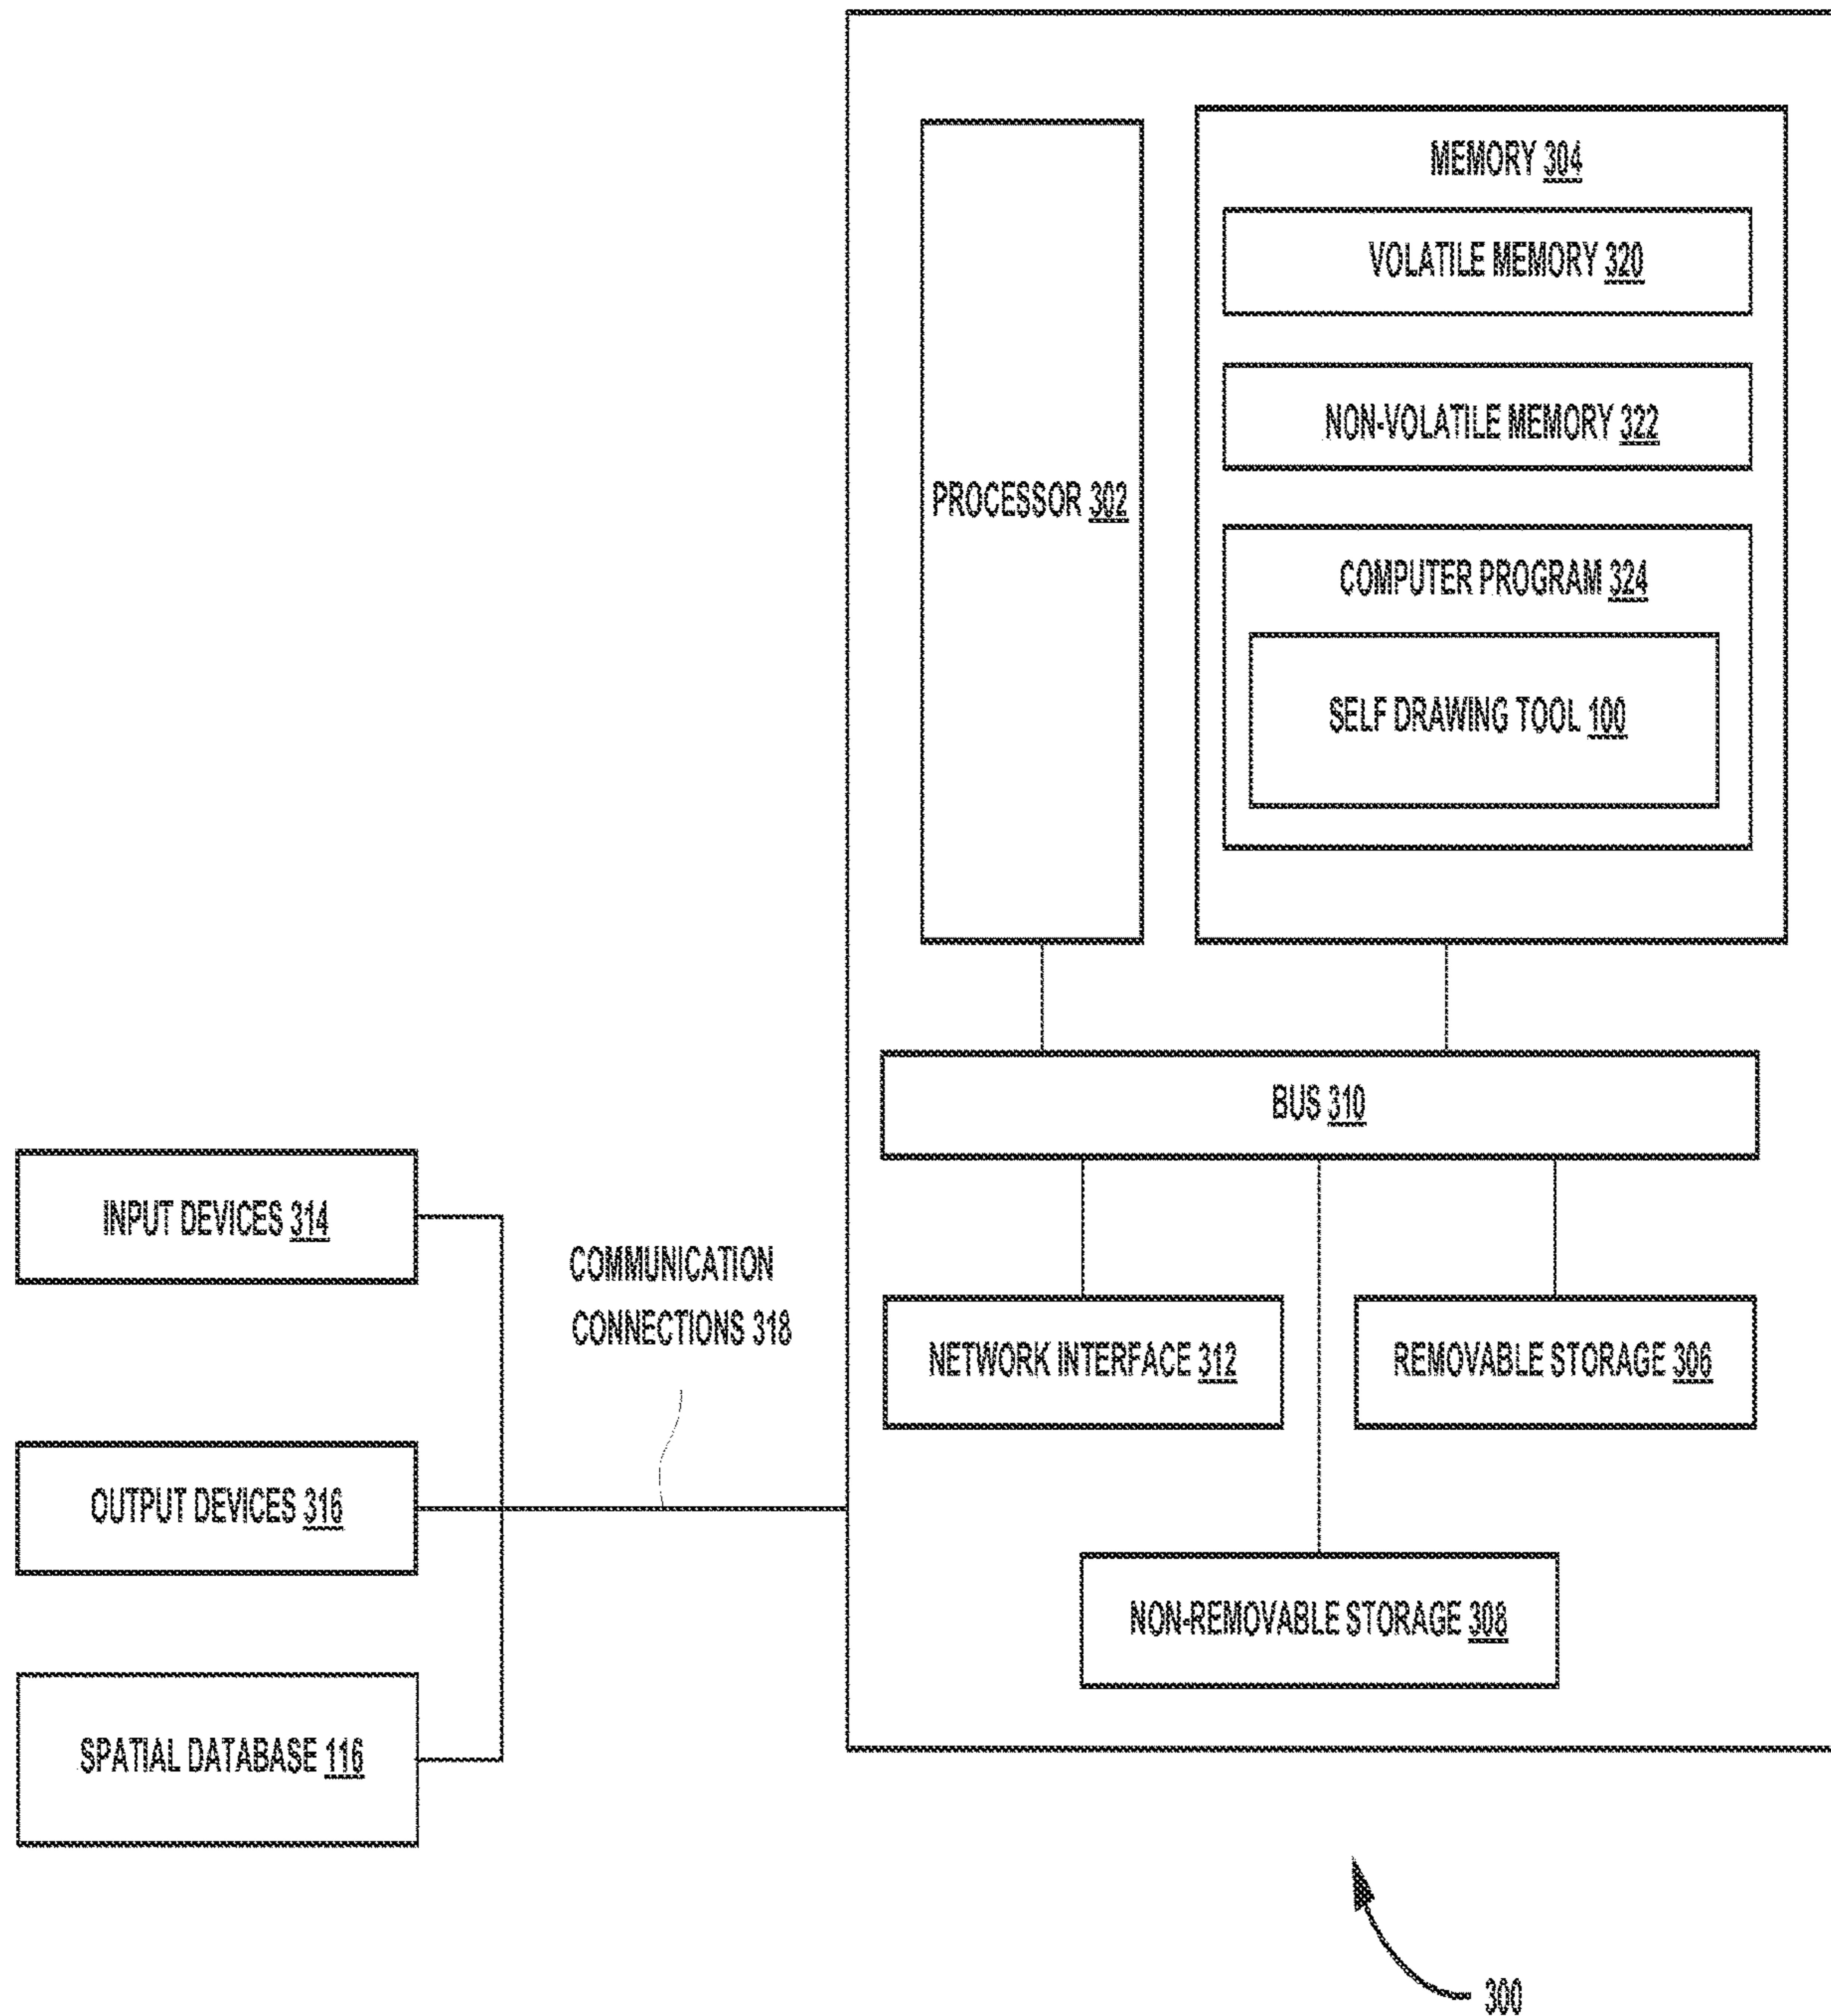 MEMORY 304
VOLATILE MEMORY 320
NON-VOLATILE MEMORY 322
PROCESSOR 302
COMPUTER PROGRAM 324
SELF DRAWING TOOL 100
BUS 310
INPUT DEVICES 314
COMMUNICATION
CONNECTIONS 318
NETWORK INTERFACE 312
REMOVABLE STORAGE 306
OUTPUT DEVICES 316
NON-REMOVABLE STORAGE 308
SPATIAL DATABASE 116
300